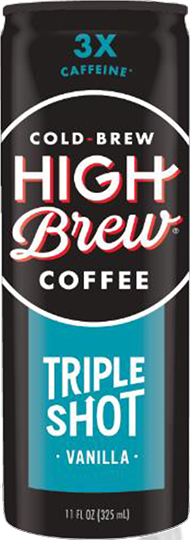 3X
CAFFEINE*
COLD-BREW
HIGH
Brew®
COFFEE
TRIPLE
SHOT
· VANILLA ·
11 FL OZ (325 mL)